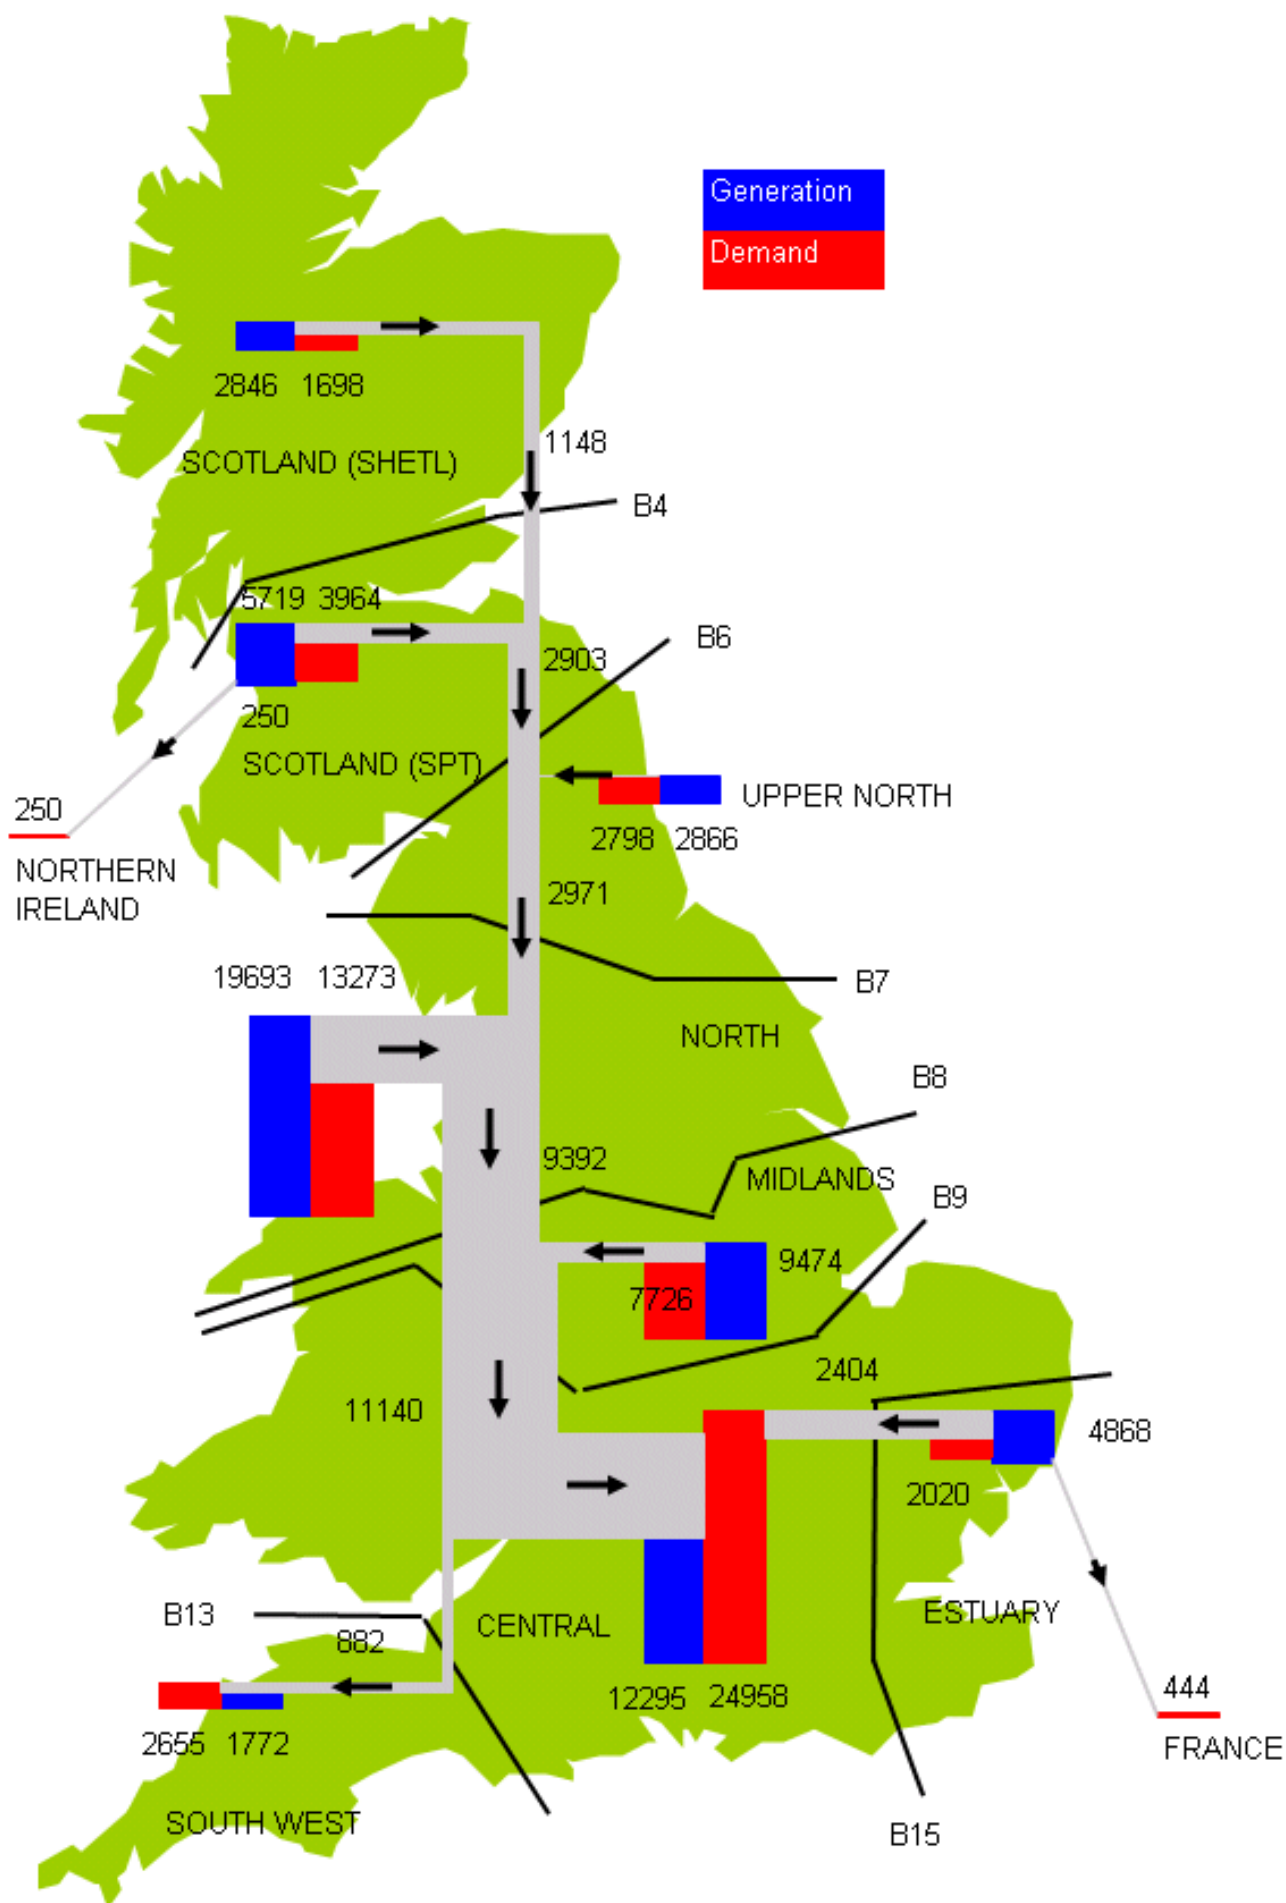 Generation
Demand
2846 1698
1148
SCOTLAND (SHETL)
B4
5719 3964
B6
2903
250
SCOTLAND (SPT)
UPPER NORTH
250
2798 2866
NORTHERN
IRELAND
2971
19693 13273
B7
NORTH
B8
9392
MIDLANDS
B9
9474
7726
2404
11140
4868
2020
B13
882
CENTRAL
ESTUARY
12295 24958
444
2655 1772
FRANCE
SOUTH WEST
B15